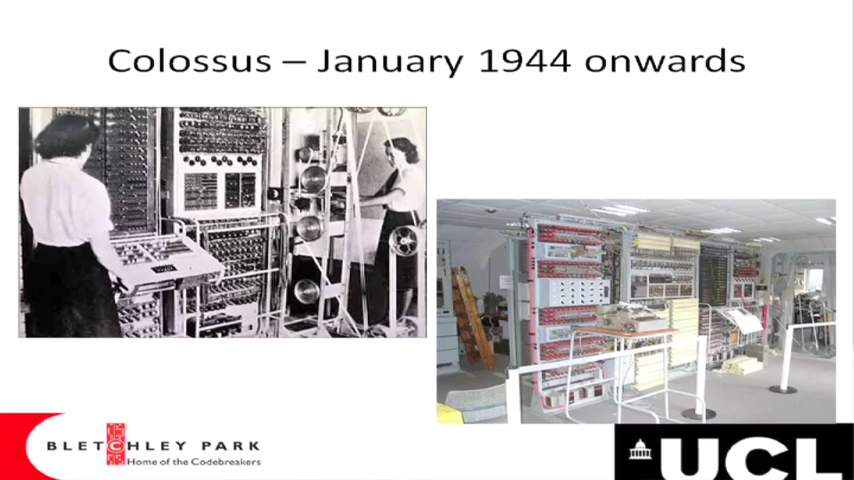 Colossus – January 1944 onwards
BLETCHLEY PARK
Home of the Codebreakers
UCL